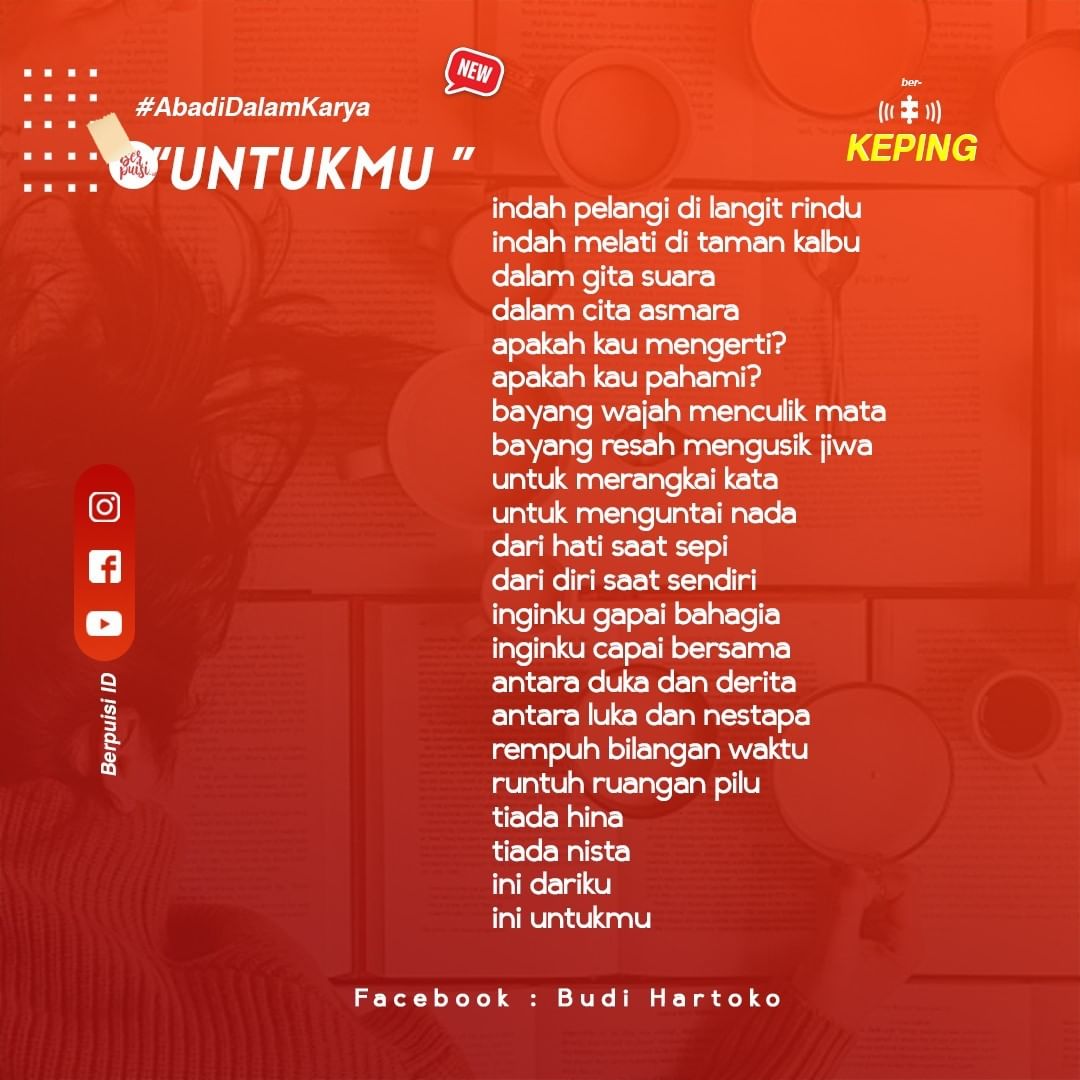 NEW
#AbadiDalamKarya
ber-
KEPING
ber
puisi
"UNTUKMU "
indah pelangi di langit rindu
indah melati di taman kalbu
dalam gita suara
dalam cita asmara
apakah kau mengerti?
apakah kau pahami?
bayang wajah menculik mata
bayang resah mengusik jiwa
untuk merangkai kata
untuk menguntai nada
dari hati saat sepi
dari diri saat sendiri
inginku gapai bahagia
inginku capai bersama
antara duka dan derita
antara luka dan nestapa
rempuh bilangan waktu
runtuh ruangan pilu
tiada hina
tiada nista
ini dariku
ini untukmu
Berpuisi ID
Facebook : Budi Hartoko